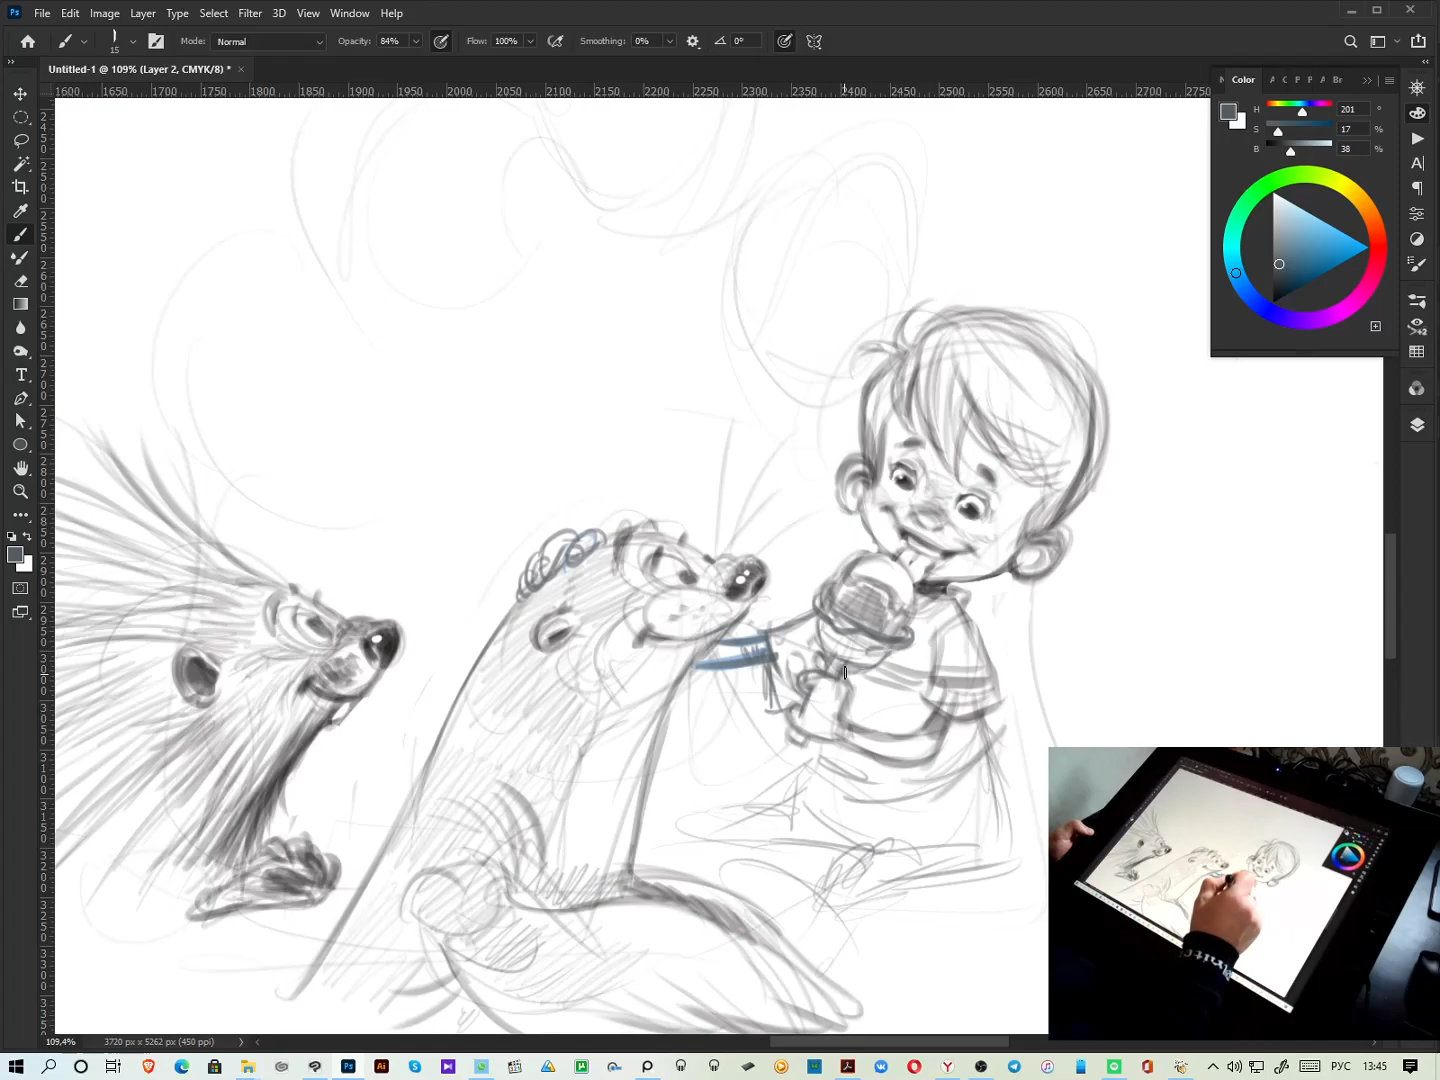 Ps File Edit Image Layer Type Select Filter 3D View Window Help
15 Mode: Normal Opacity: 84% Flow: 100% Smoothing: 0% 0°
Untitled-1 @ 109% (Layer 2, CMYK/8) * ×
1600 1650 1700 1750 1800 1850 1900 1950 2000 2050 2100 2150 2200 2250 2300 2350 2400 2450 2500 2550 2600 2650 2700 2750
Color
H 201 °
S 17 %
B 38 %
109,4% 3720 px x 5262 px (450 ppi)
РУС 13:45